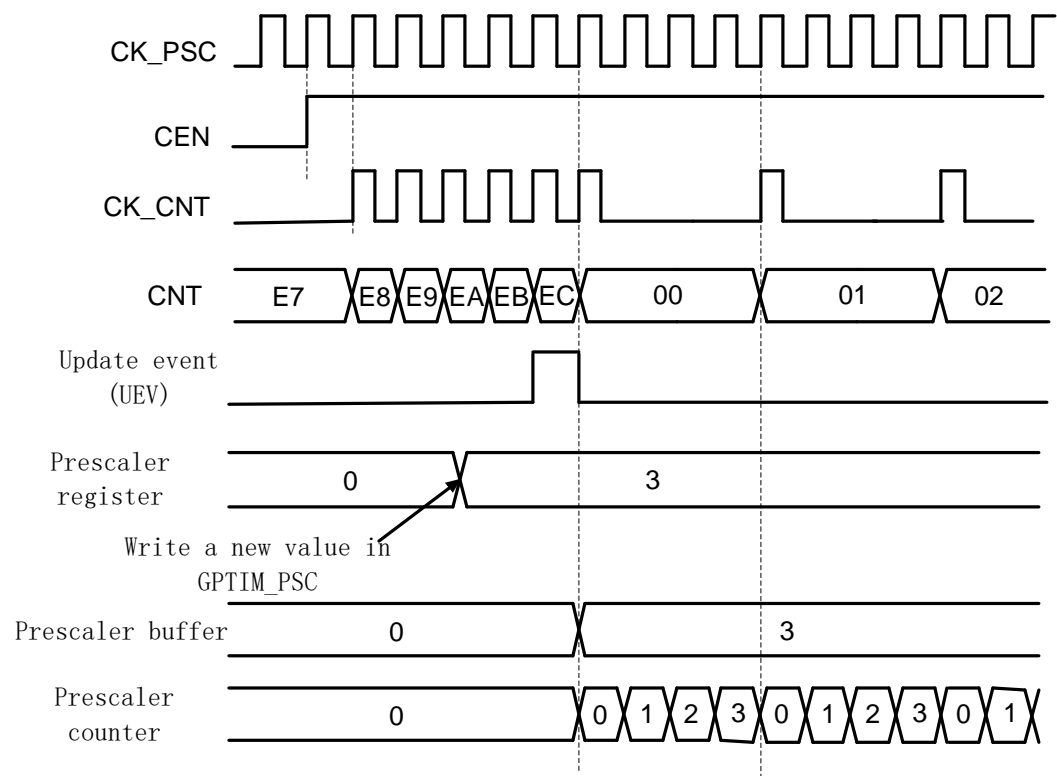 CK_PSC
CEN
CK_CNT
CNT E7 E8 E9 EA EB EC 00 01 02
Update event
(UEV)
Prescaler
register
0 3
Write a new value in
GPTIM_PSC
Prescaler buffer 0 3
Prescaler
counter
0 0 1 2 3 0 1 2 3 0 1